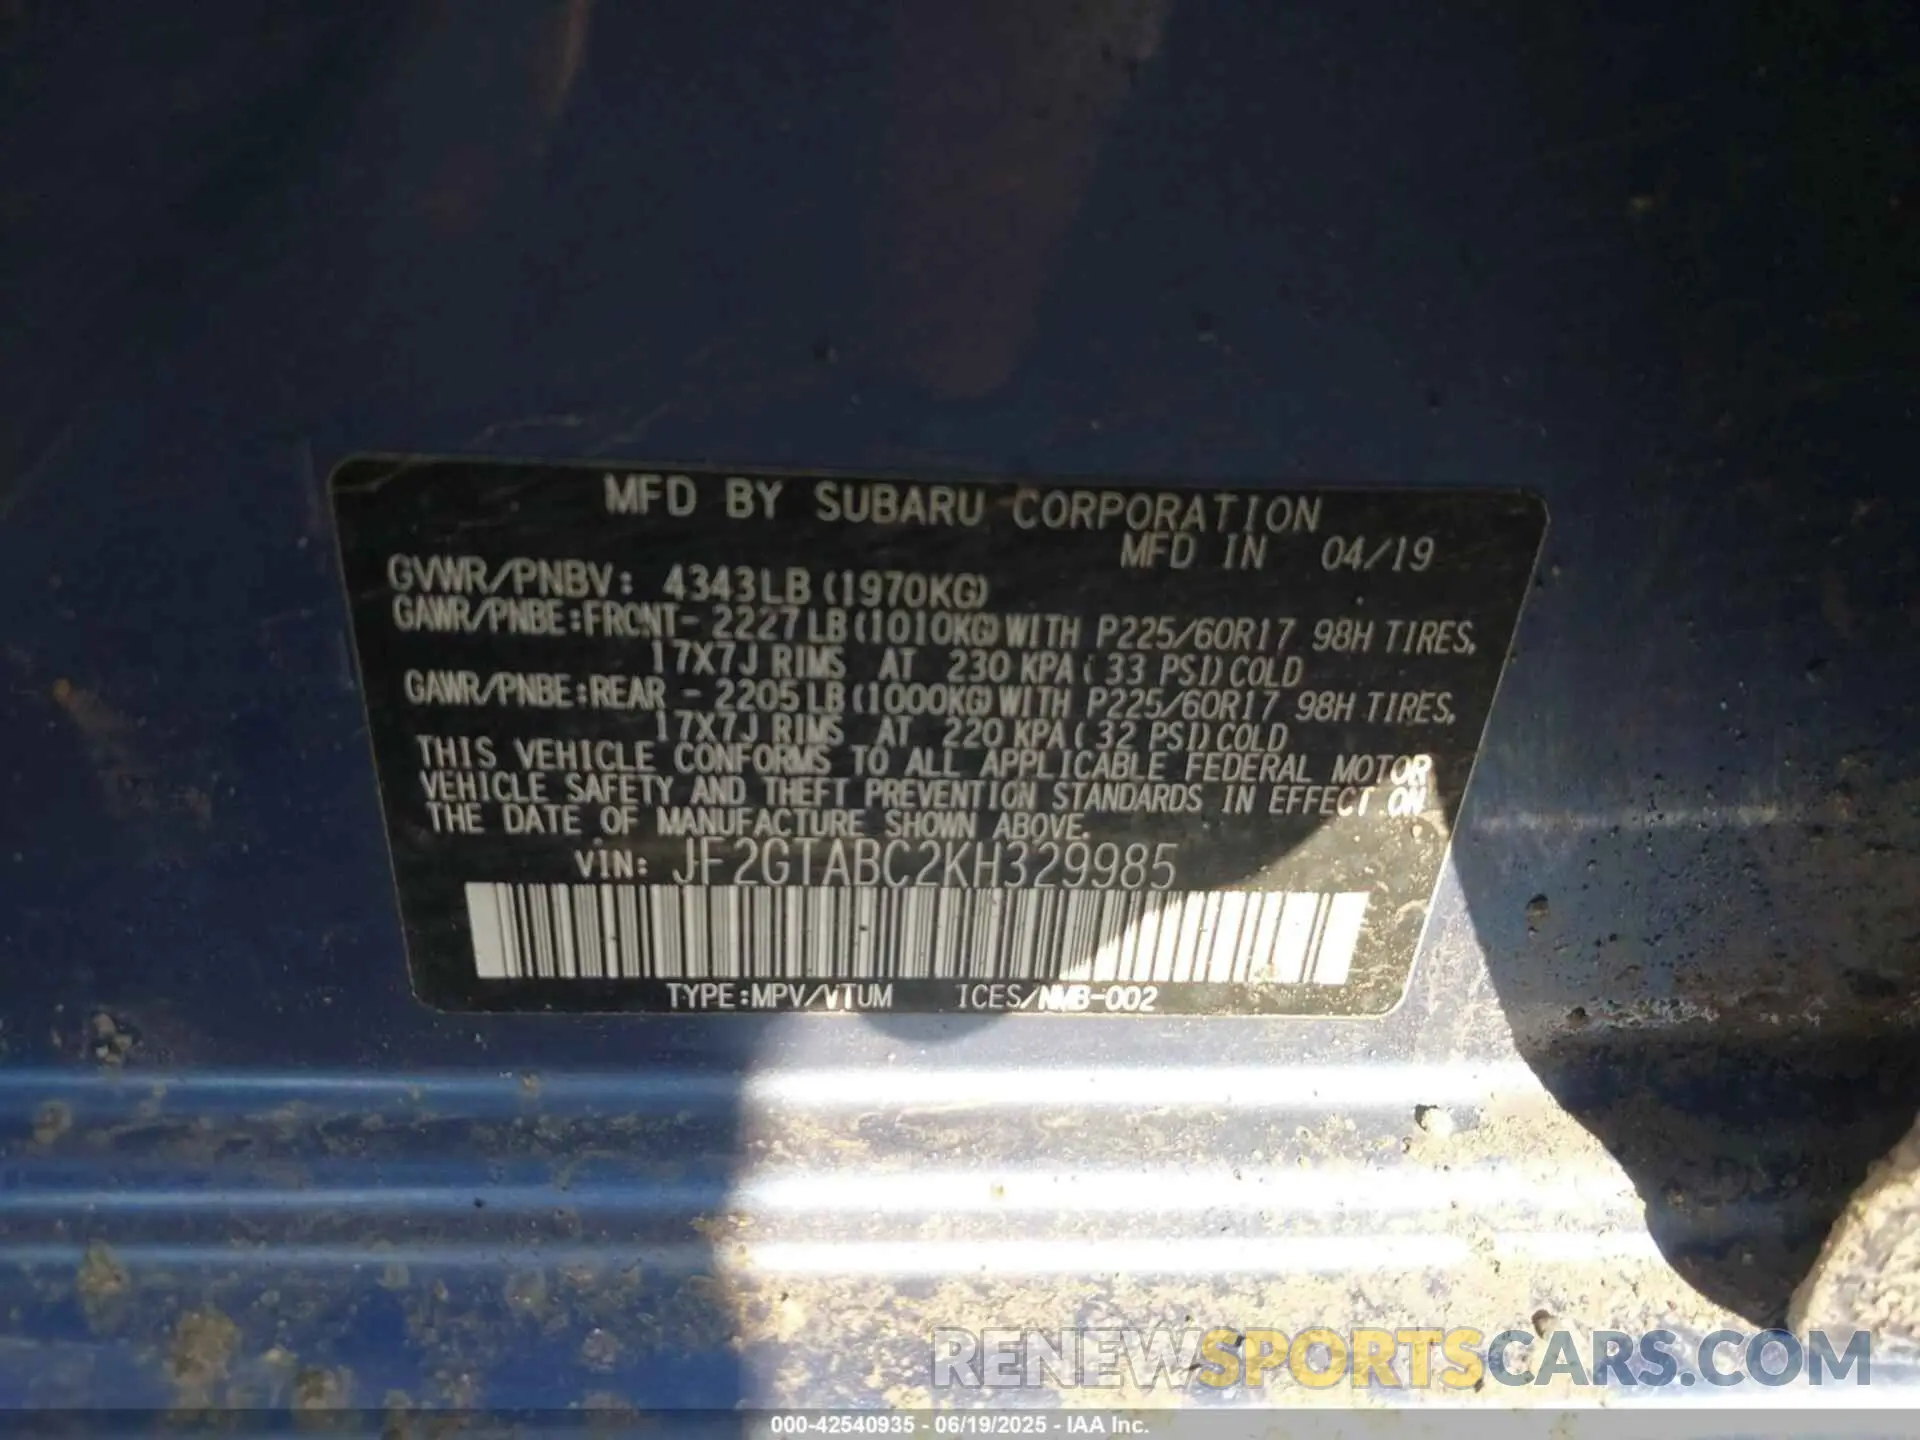 MFD BY SUBARU CORPORATION
MFD IN 04/19
GVWR/PNBV: 4343LB(1970KG)
GAWR/PNBE:FRONT- 2227LB(1010KG)WITH P225/60R17 98H TIRES,
17X7J RIMS AT 230 KPA( 33 PSI)COLD
GAWR/PNBE:REAR - 2205LB(1000KG)WITH P225/60R17 98H TIRES,
17X7J RIMS AT 220 KPA( 32 PSI)COLD
THIS VEHICLE CONFORMS TO ALL APPLICABLE FEDERAL MOTOR
VEHICLE SAFETY AND THEFT PREVENTION STANDARDS IN EFFECT ON
THE DATE OF MANUFACTURE SHOWN ABOVE.
VIN: JF2GTABC2KH329985
TYPE:MPV/VTUM ICES/NMB-002
RENEWSPORTSCARS.COM
000-42540935 - 06/19/2025 - IAA Inc.